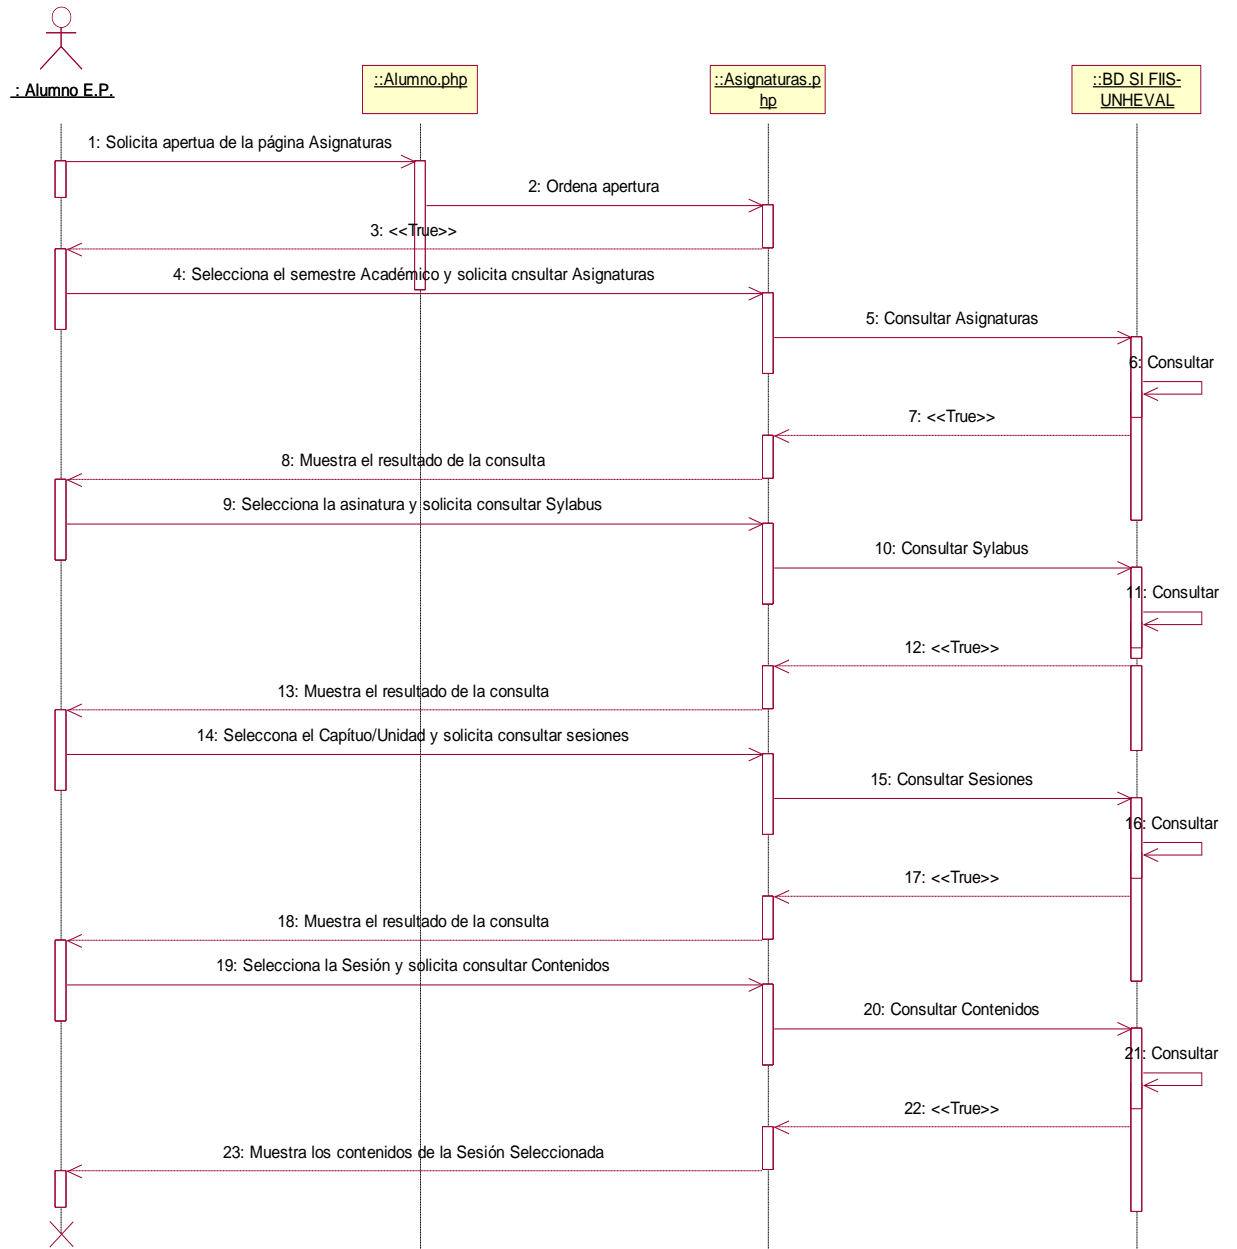 : Alumno E.P.
::Alumno.php
::Asignaturas.p
hp
::BD SI FIIS-
UNHEVAL
1: Solicita apertua de la página Asignaturas
2: Ordena apertura
3: <<True>>
4: Selecciona el semestre Académico y solicita cnsultar Asignaturas
5: Consultar Asignaturas
6: Consultar
7: <<True>>
8: Muestra el resultado de la consulta
9: Selecciona la asinatura y solicita consultar Sylabus
10: Consultar Sylabus
11: Consultar
12: <<True>>
13: Muestra el resultado de la consulta
14: Seleccona el Capítuo/Unidad y solicita consultar sesiones
15: Consultar Sesiones
16: Consultar
17: <<True>>
18: Muestra el resultado de la consulta
19: Selecciona la Sesión y solicita consultar Contenidos
20: Consultar Contenidos
21: Consultar
22: <<True>>
23: Muestra los contenidos de la Sesión Seleccionada